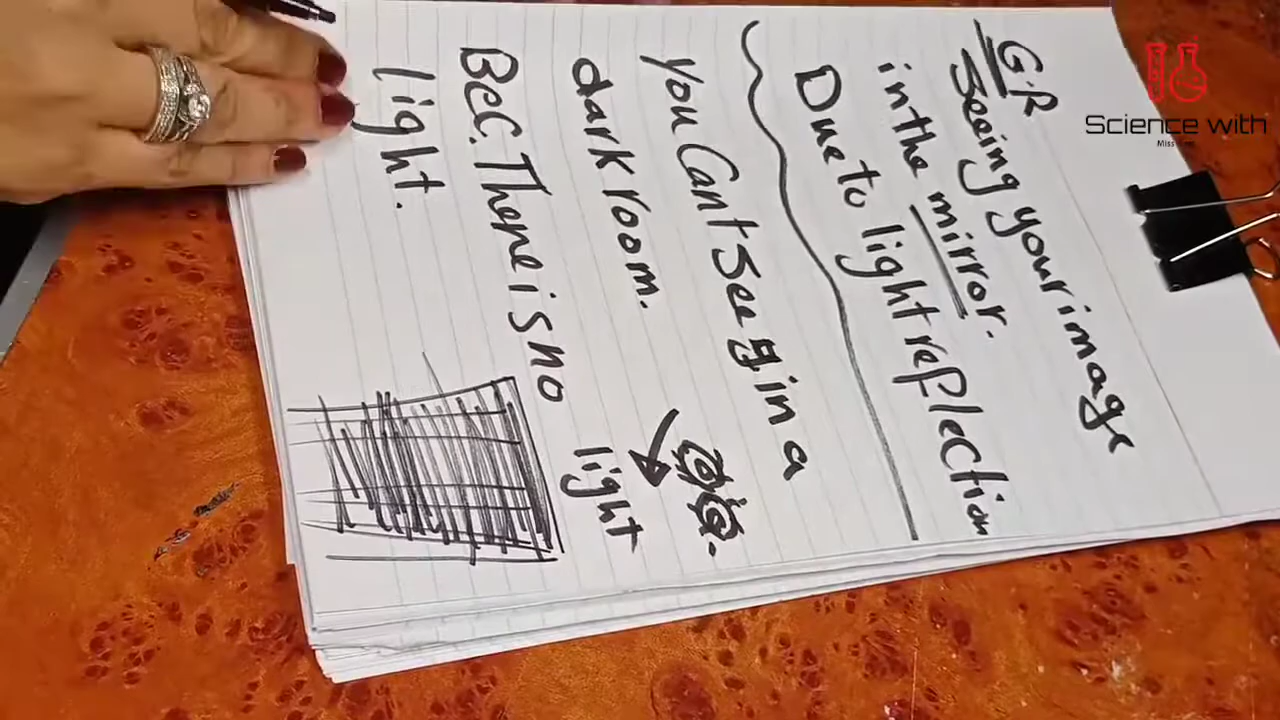 G.R
Seeing your image
in the mirror.
Due to light reflection
you Cant see in a
dark room.
Bec. There is no
light.
light
Science with